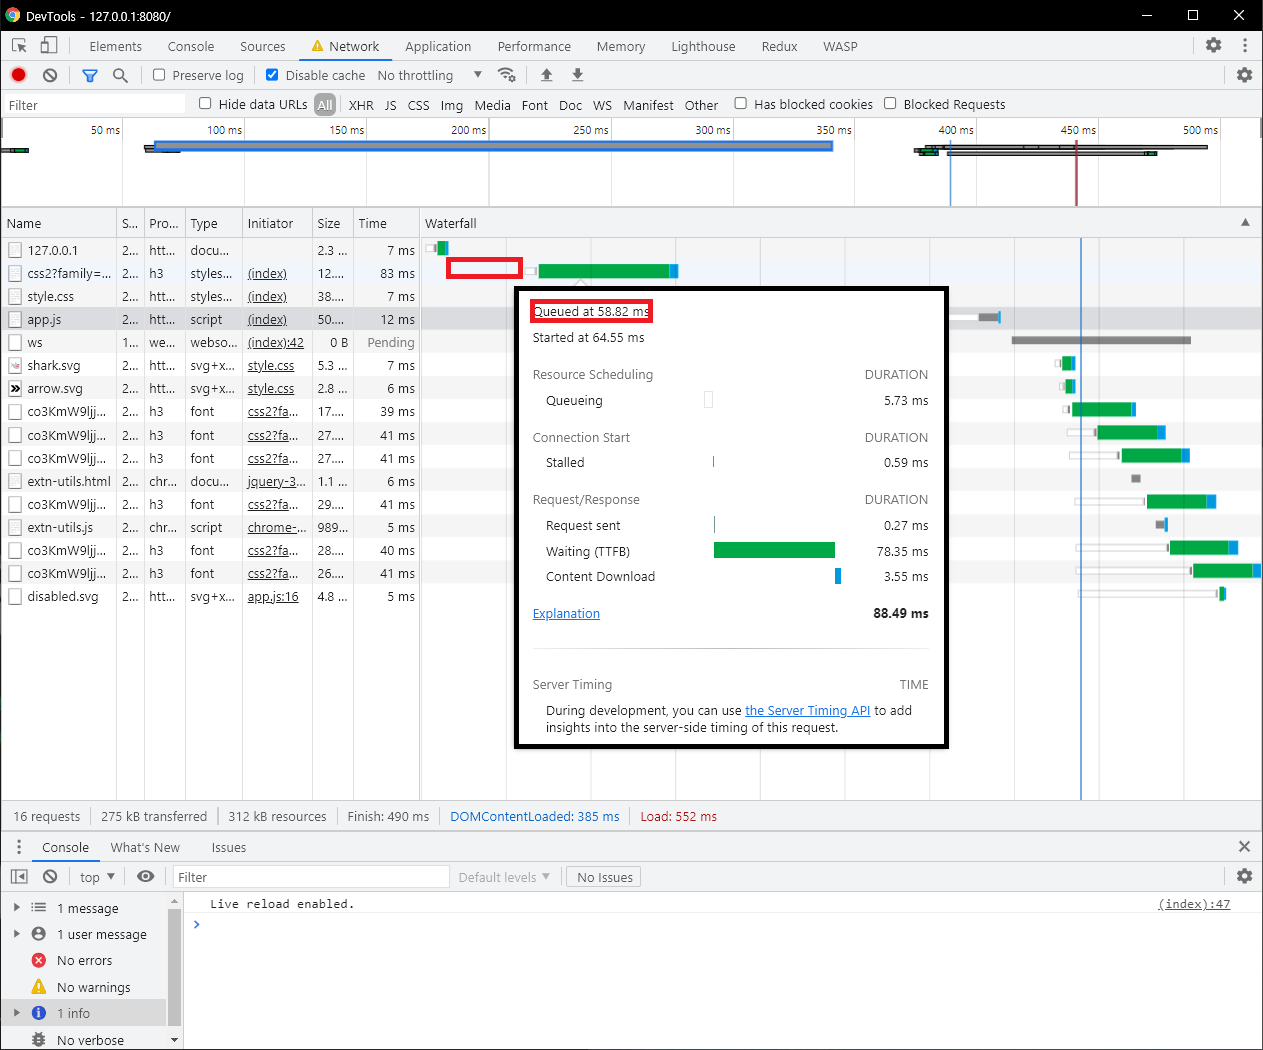 DevTools - 127.0.0.1:8080/
Elements Console Sources Network Application Performance Memory Lighthouse Redux WASP
Preserve log Disable cache No throttling
Filter Hide data URLs All XHR JS CSS Img Media Font Doc WS Manifest Other Has blocked cookies Blocked Requests
50 ms 100 ms 150 ms 200 ms 250 ms 300 ms 350 ms 400 ms 450 ms 500 ms
Name S... Pro... Type Initiator Size Time Waterfall
127.0.0.1 2... htt... docu... 2.3 ... 7 ms
css2?family=... 2... h3 styles... (index) 12.... 83 ms
style.css 2... htt... styles... (index) 38.... 7 ms
app.js 2... htt... script (index) 50.... 12 ms
ws 1... we... webso... (index):42 0 B Pending
shark.svg 2... htt... svg+x... style.css 5.3 ... 7 ms
arrow.svg 2... htt... svg+x... style.css 2.8 ... 6 ms
co3KmW9ljj... 2... h3 font css2?fa... 17.... 39 ms
co3KmW9ljj... 2... h3 font css2?fa... 27.... 41 ms
co3KmW9ljj... 2... h3 font css2?fa... 27.... 41 ms
extn-utils.html 2... chr... docu... jquery-3... 1.1 ... 6 ms
co3KmW9ljj... 2... h3 font css2?fa... 29.... 41 ms
extn-utils.js 2... chr... script chrome-... 989... 5 ms
co3KmW9ljj... 2... h3 font css2?fa... 28.... 40 ms
co3KmW9ljj... 2... h3 font css2?fa... 26.... 41 ms
disabled.svg 2... htt... svg+x... app.js:16 4.8 ... 5 ms
Queued at 58.82 ms
Started at 64.55 ms
Resource Scheduling DURATION
Queueing 5.73 ms
Connection Start DURATION
Stalled 0.59 ms
Request/Response DURATION
Request sent 0.27 ms
Waiting (TTFB) 78.35 ms
Content Download 3.55 ms
Explanation 88.49 ms
Server Timing TIME
During development, you can use the Server Timing API to add
insights into the server-side timing of this request.
16 requests 275 kB transferred 312 kB resources Finish: 490 ms DOMContentLoaded: 385 ms Load: 552 ms
Console What's New Issues
top Filter Default levels No Issues
1 message
1 user message
No errors
No warnings
1 info
No verbose
Live reload enabled. (index):47